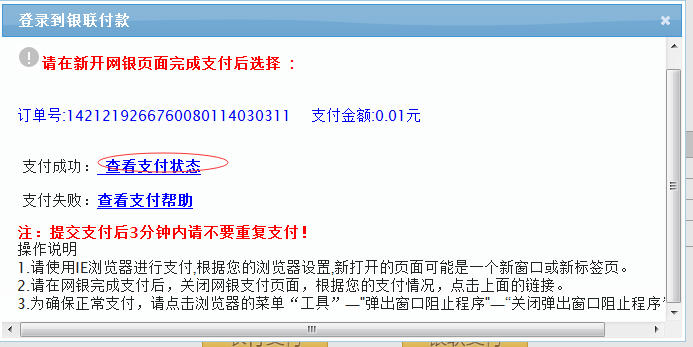 登录到银联付款
请在新开网银页面完成支付后选择 ：
订单号:1421219266760080114030311 支付金额:0.01元
支付成功：查看支付状态
支付失败：查看支付帮助
注：提交支付后3分钟内请不要重复支付！
操作说明
1.请使用IE浏览器进行支付,根据您的浏览器设置,新打开的页面可能是一个新窗口或新标签页。
2.请在网银完成支付后，关闭网银支付页面，根据您的支付情况，点击上面的链接。
3.为确保正常支付，请点击浏览器的菜单“工具”—"弹出窗口阻止程序"—“关闭弹出窗口阻止程序”